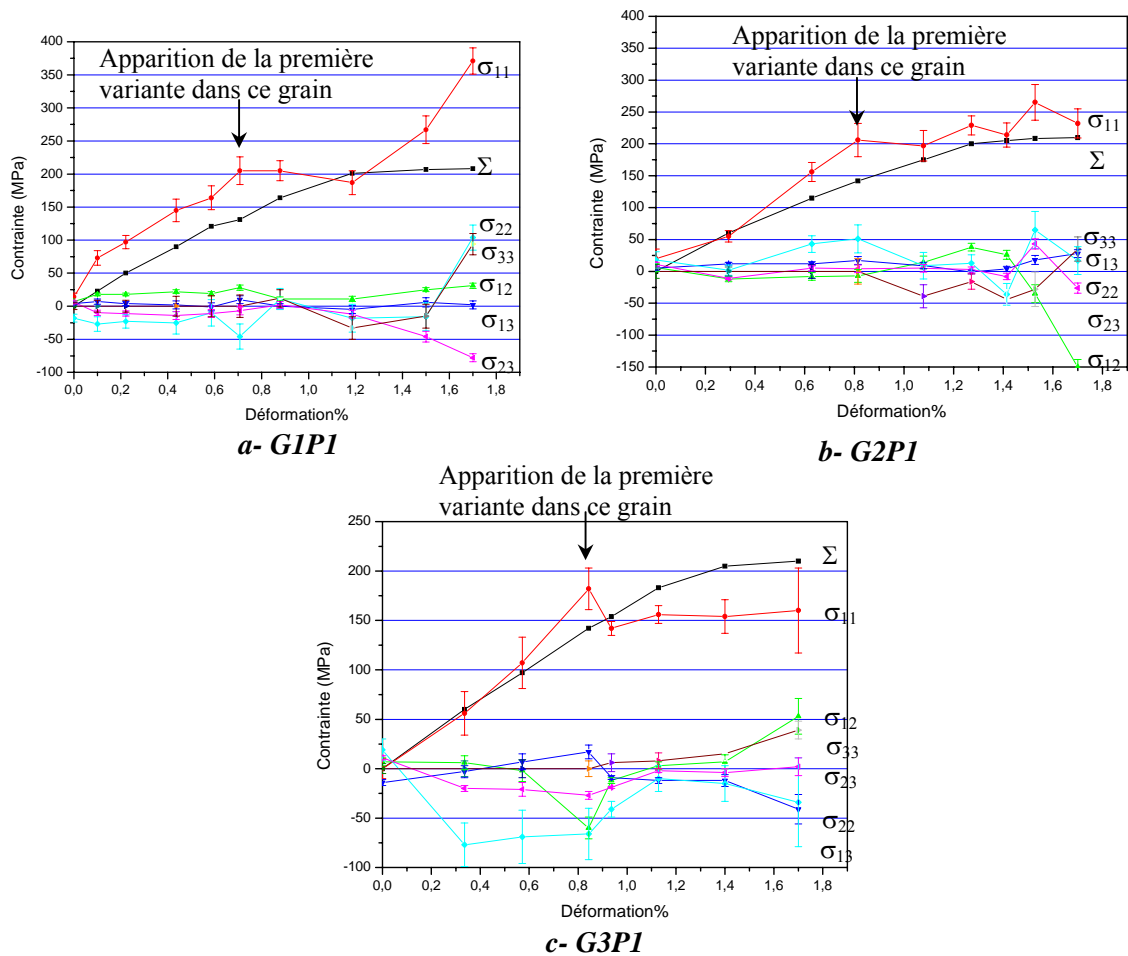 400
350
300
250
200
150
100
50
0
-50
-100
Contrainte (MPa)
Apparition de la première
variante dans ce grain
σ11
Σ
σ22
σ33
σ12
σ13
σ23
0,0 0,2 0,4 0,6 0,8 1,0 1,2 1,4 1,6 1,8
Déformation%
a- G1P1
400
350
300
250
200
150
100
50
0
-50
-100
-150
Contrainte (MPa)
Apparition de la première
variante dans ce grain
σ11
Σ
σ33
σ13
σ22
σ23
σ12
0,0 0,2 0,4 0,6 0,8 1,0 1,2 1,4 1,6 1,8
Déformation%
b- G2P1
Apparition de la première
variante dans ce grain
250
200
150
100
50
0
-50
-100
Contrainte (MPa)
Σ
σ11
σ12
σ33
σ23
σ22
σ13
0,0 0,2 0,4 0,6 0,8 1,0 1,2 1,4 1,6 1,8
Déformation%
c- G3P1